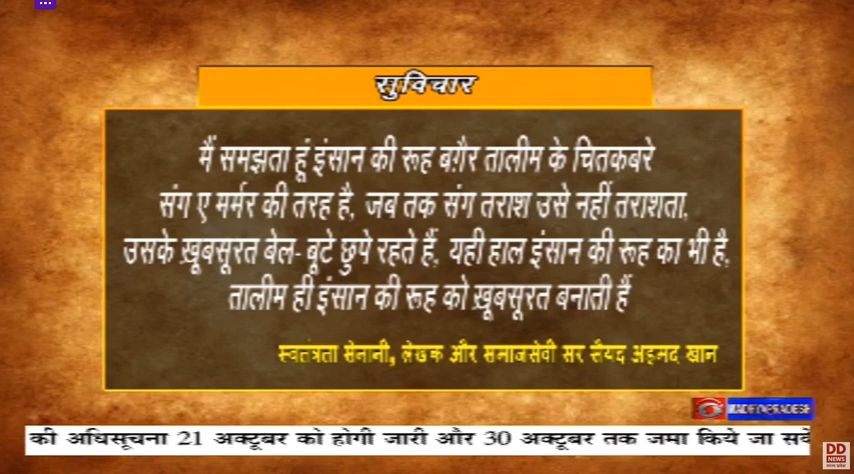 सुविचार
मैं समझता हूं इंसान की रूह बग़ैर तालीम के चितकबरे
संग ए मर्मर की तरह है, जब तक संग तराश उसे नहीं तराशता,
उसके ख़ूबसूरत बेल- बूटे छुपे रहते हैं, यही हाल इंसान की रूह का भी है,
तालीम ही इंसान की रूह को ख़ूबसूरत बनाती हैं
स्वतंत्रता सेनानी, लेखक और समाजसेवी सर सैयद अहमद खान
MADHYAPRADESH
की अधिसूचना 21 अक्टूबर को होगी जारी और 30 अक्टूबर तक जमा किये जा
DD
NEWS